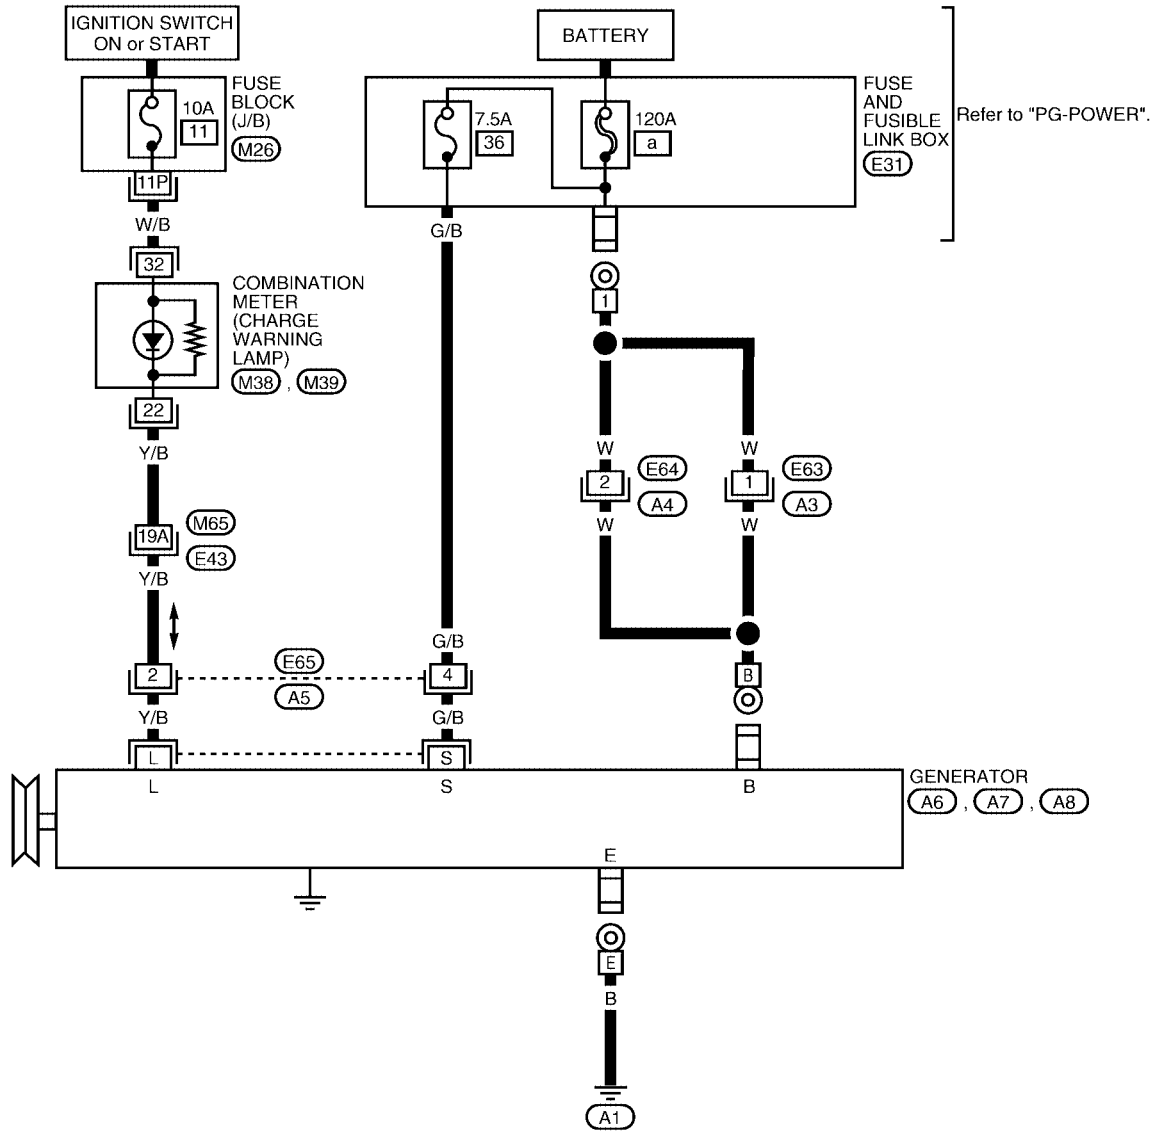 IGNITION SWITCH
ON or START
BATTERY
FUSE
BLOCK
(J/B)
M26
10A
11
7.5A
36
120A
a
FUSE
AND
FUSIBLE
LINK BOX
E31
Refer to "PG-POWER".
11P
W/B
G/B
32
1
COMBINATION
METER
(CHARGE
WARNING
LAMP)
M38 , M39
22
Y/B
W
W
2
E64
A4
1
E63
A3
W
W
19A
M65
E43
Y/B
G/B
2
E65
A5
4
B
Y/B
G/B
L
S
L
S
B
GENERATOR
A6 , A7 , A8
E
E
B
A1